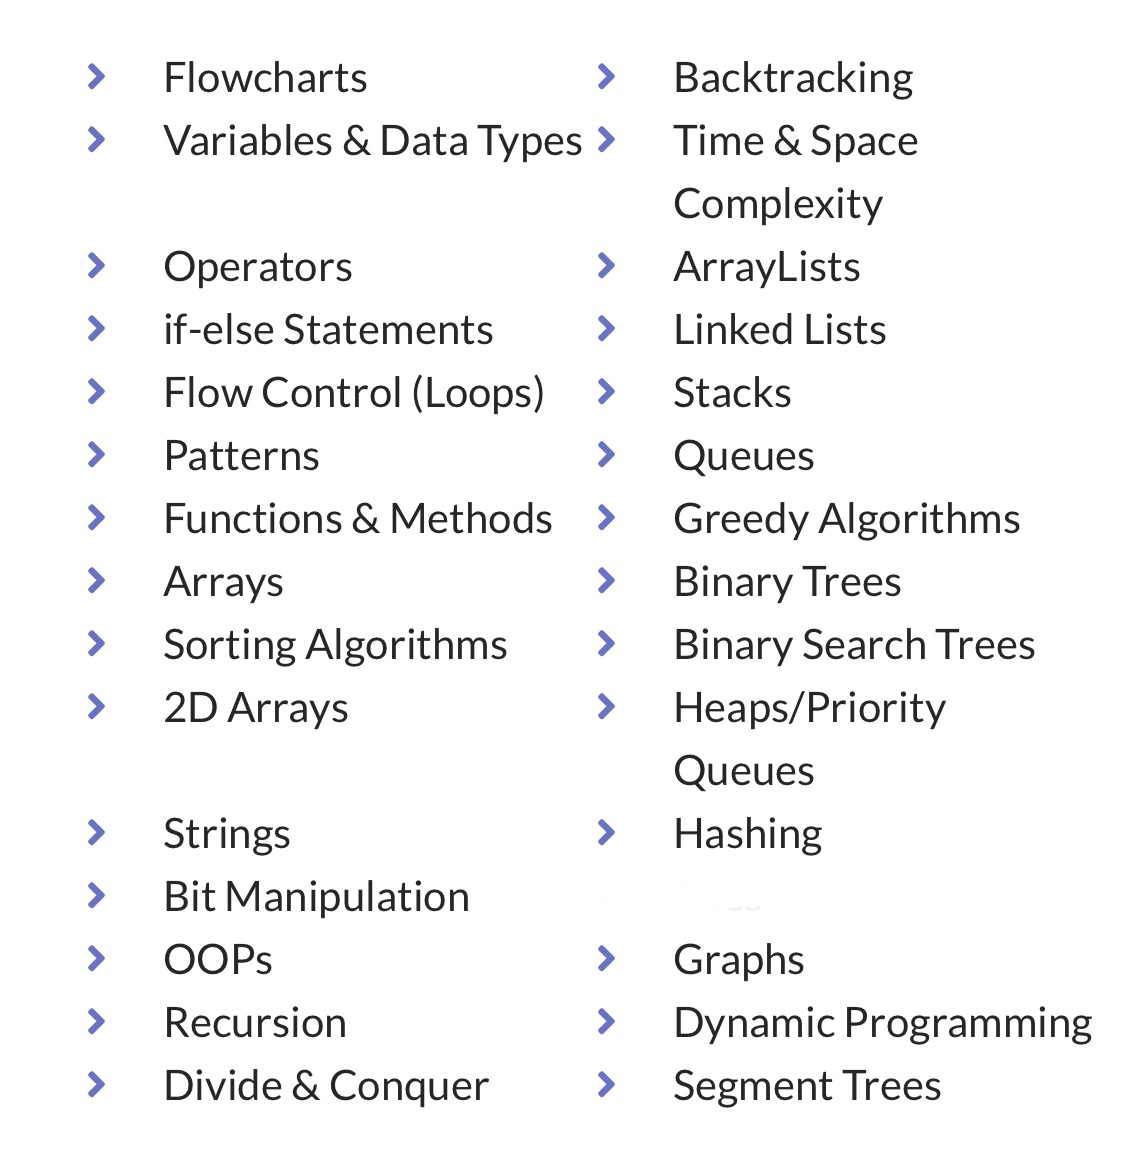 Flowcharts
Variables & Data Types
Operators
if-else Statements
Flow Control (Loops)
Patterns
Functions & Methods
Arrays
Sorting Algorithms
2D Arrays
Strings
Bit Manipulation
OOPs
Recursion
Divide & Conquer
Backtracking
Time & Space
Complexity
ArrayLists
Linked Lists
Stacks
Queues
Greedy Algorithms
Binary Trees
Binary Search Trees
Heaps/Priority
Queues
Hashing
Graphs
Dynamic Programming
Segment Trees